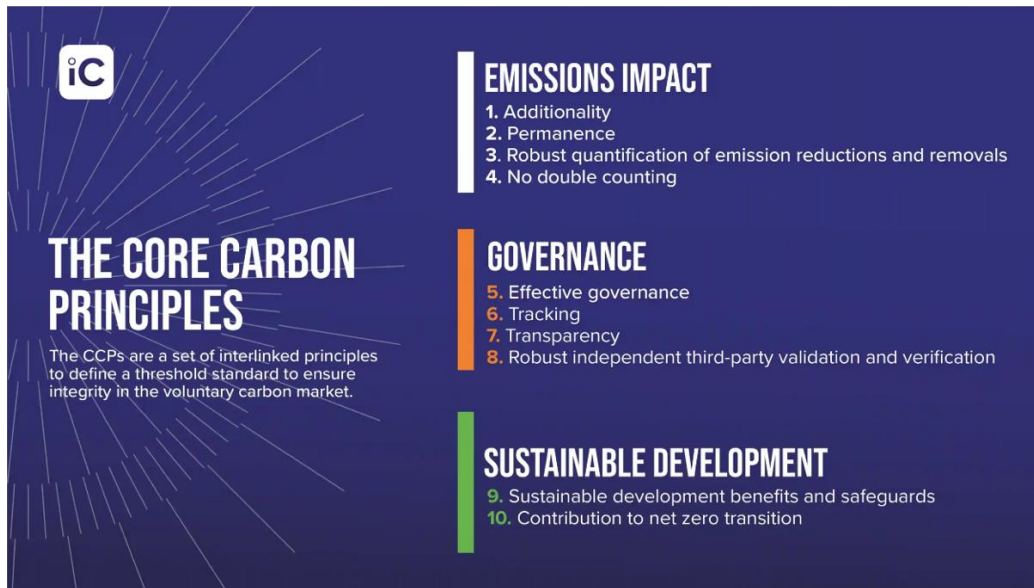 iC
THE CORE CARBON
PRINCIPLES
The CCPs are a set of interlinked principles
to define a threshold standard to ensure
integrity in the voluntary carbon market.
EMISSIONS IMPACT
1. Additionality
2. Permanence
3. Robust quantification of emission reductions and removals
4. No double counting
GOVERNANCE
5. Effective governance
6. Tracking
7. Transparency
8. Robust independent third-party validation and verification
SUSTAINABLE DEVELOPMENT
9. Sustainable development benefits and safeguards
10. Contribution to net zero transition